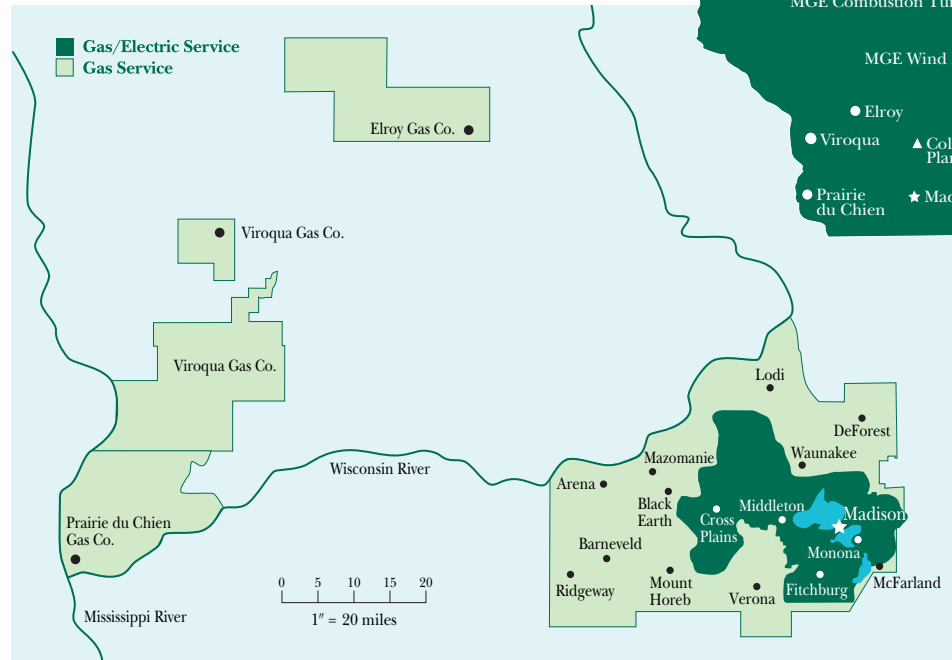 MGE Combustion
Gas/Electric Service
Gas Service
MGE Wind
Elroy
Elroy Gas Co.
Viroqua
Prairie
du Chien
Viroqua Gas Co.
Viroqua Gas Co.
Lodi
DeForest
Waunakee
Wisconsin River
Mazomanie
Arena
Black
Earth
Middleton
Madison
Cross
Plains
Prairie du Chien
Gas Co.
Barneveld
Monona
Ridgeway
Mount
Horeb
Verona
Fitchburg
McFarland
0 5 10 15 20
1″ = 20 miles
Mississippi River